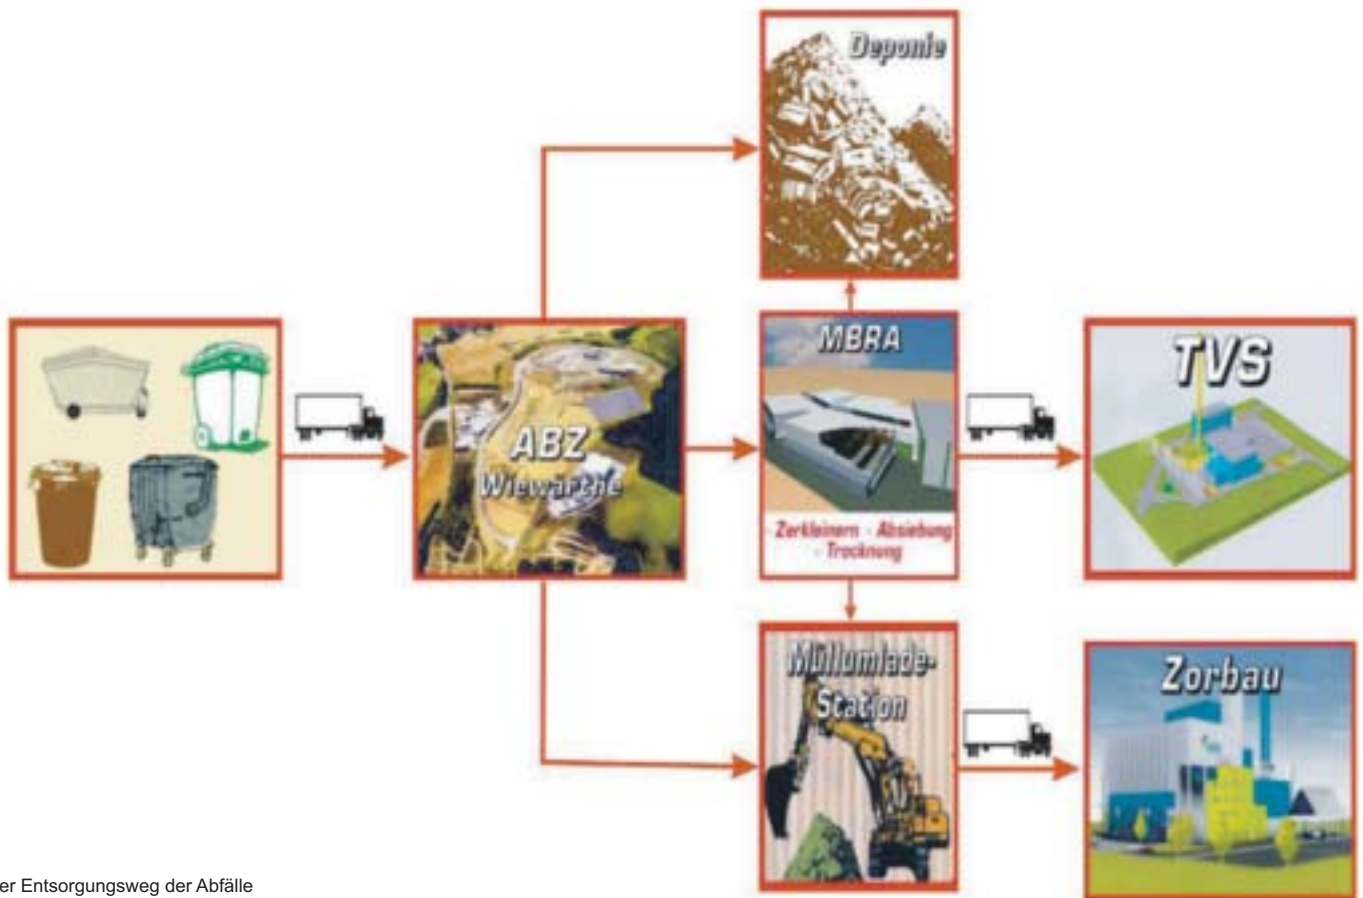 Deponie
ABZ
Wiewärthe
MBRA
- Zerkleinern - Absiebung
- Trocknung
TVS
Müllumlade-
Station
Zorbau
er Entsorgungsweg der Abfälle